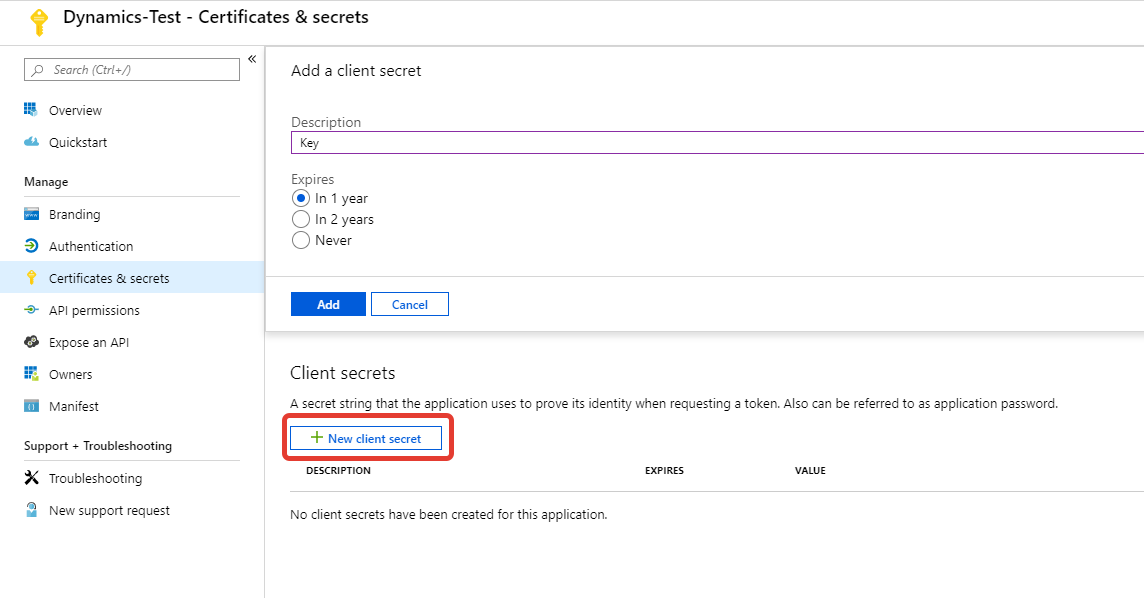 Dynamics-Test - Certificates & secrets
Search (Ctrl+/)
«
Overview
Quickstart
Manage
Branding
Authentication
Certificates & secrets
API permissions
Expose an API
Owners
Manifest
Support + Troubleshooting
Troubleshooting
New support request
Add a client secret
Description
Key
Expires
In 1 year
In 2 years
Never
Add
Cancel
Client secrets
A secret string that the application uses to prove its identity when requesting a token. Also can be referred to as application password.
+ New client secret
DESCRIPTION EXPIRES VALUE
No client secrets have been created for this application.